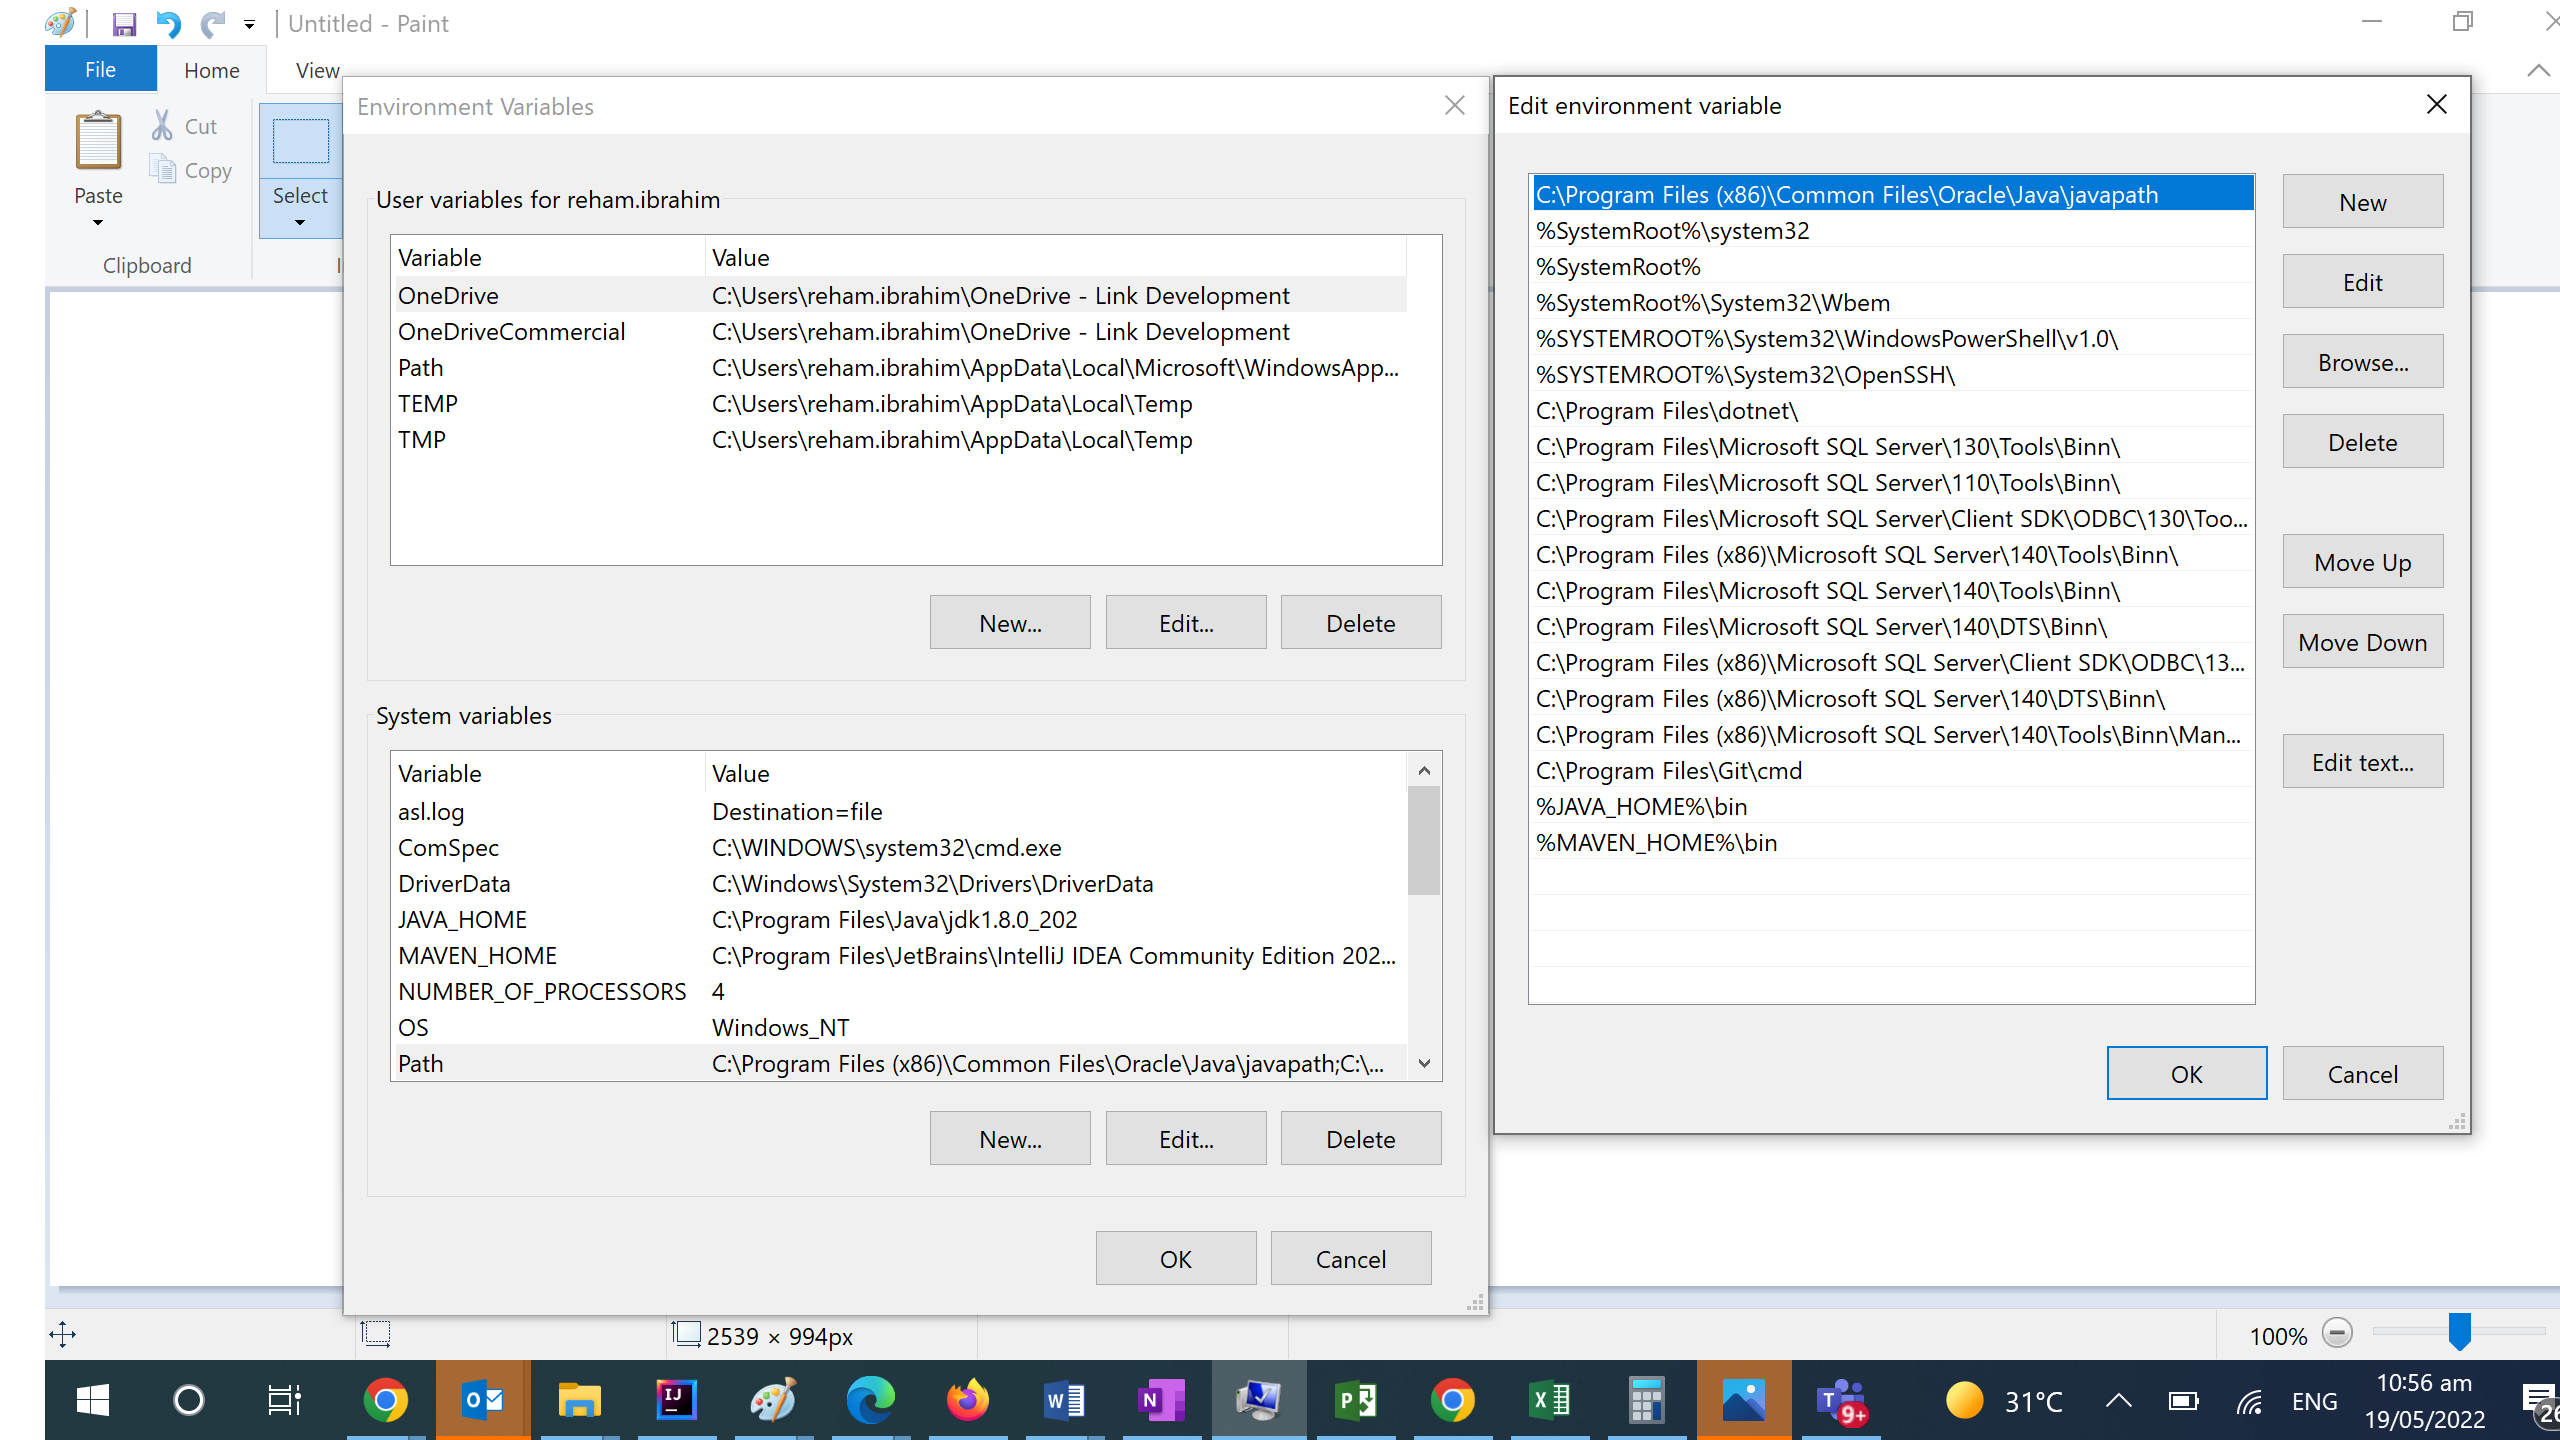 Untitled - Paint
File
Home
View
Paste
Cut
Copy
Select
Clipboard
Environment Variables
User variables for reham.ibrahim
Variable Value
OneDrive C:\Users\reham.ibrahim\OneDrive - Link Development
OneDriveCommercial C:\Users\reham.ibrahim\OneDrive - Link Development
Path C:\Users\reham.ibrahim\AppData\Local\Microsoft\WindowsApp...
TEMP C:\Users\reham.ibrahim\AppData\Local\Temp
TMP C:\Users\reham.ibrahim\AppData\Local\Temp
New... Edit... Delete
System variables
Variable Value
asl.log Destination=file
ComSpec C:\WINDOWS\system32\cmd.exe
DriverData C:\Windows\System32\Drivers\DriverData
JAVA_HOME C:\Program Files\Java\jdk1.8.0_202
MAVEN_HOME C:\Program Files\JetBrains\IntelliJ IDEA Community Edition 202...
NUMBER_OF_PROCESSORS 4
OS Windows_NT
Path C:\Program Files (x86)\Common Files\Oracle\Java\javapath;C:\...
New... Edit... Delete
OK Cancel
Edit environment variable
C:\Program Files (x86)\Common Files\Oracle\Java\javapath
%SystemRoot%\system32
%SystemRoot%
%SystemRoot%\System32\Wbem
%SYSTEMROOT%\System32\WindowsPowerShell\v1.0\
%SYSTEMROOT%\System32\OpenSSH\
C:\Program Files\dotnet\
C:\Program Files\Microsoft SQL Server\130\Tools\Binn\
C:\Program Files\Microsoft SQL Server\110\Tools\Binn\
C:\Program Files\Microsoft SQL Server\Client SDK\ODBC\130\Too...
C:\Program Files (x86)\Microsoft SQL Server\140\Tools\Binn\
C:\Program Files\Microsoft SQL Server\140\Tools\Binn\
C:\Program Files\Microsoft SQL Server\140\DTS\Binn\
C:\Program Files (x86)\Microsoft SQL Server\Client SDK\ODBC\13...
C:\Program Files (x86)\Microsoft SQL Server\140\DTS\Binn\
C:\Program Files (x86)\Microsoft SQL Server\140\Tools\Binn\Man...
C:\Program Files\Git\cmd
%JAVA_HOME%\bin
%MAVEN_HOME%\bin
New
Edit
Browse...
Delete
Move Up
Move Down
Edit text...
OK Cancel
2539 × 994px
100%
31°C
ENG
10:56 am
19/05/2022
9+
26